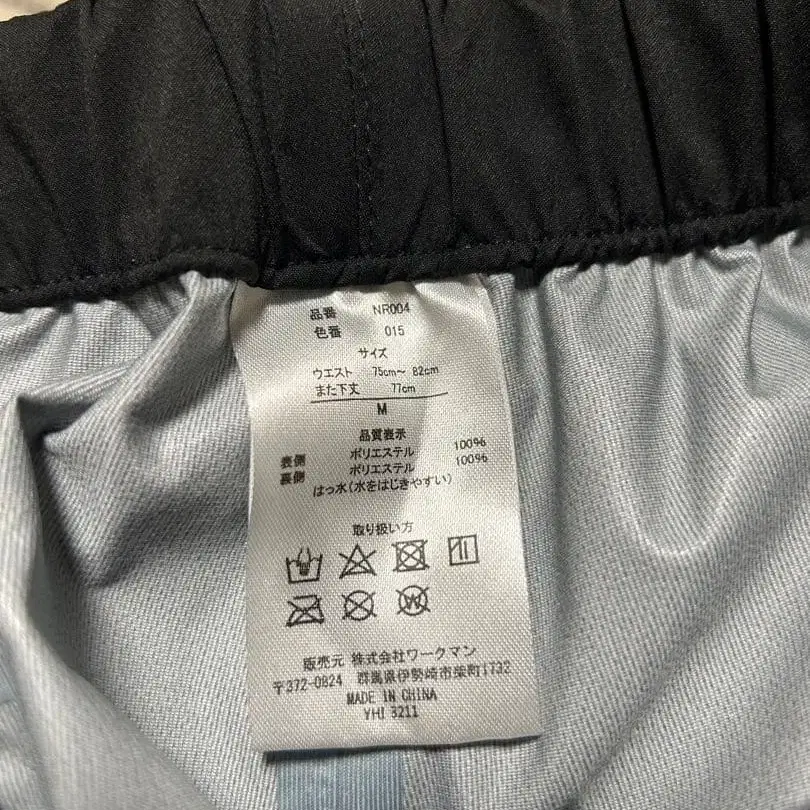 品番 NR004
色番 015
サイズ
ウエスト 75cm～ 82cm
また下丈 77cm
M
品質表示
表側 ポリエステル 100%
裏側 ポリエステル 100%
はっ水(水をはじきやすい)
取り扱い方
W
販売元 株式会社ワークマン
〒372-0824 群馬県伊勢崎市柴町1732
MADE IN CHINA
YHI 3211